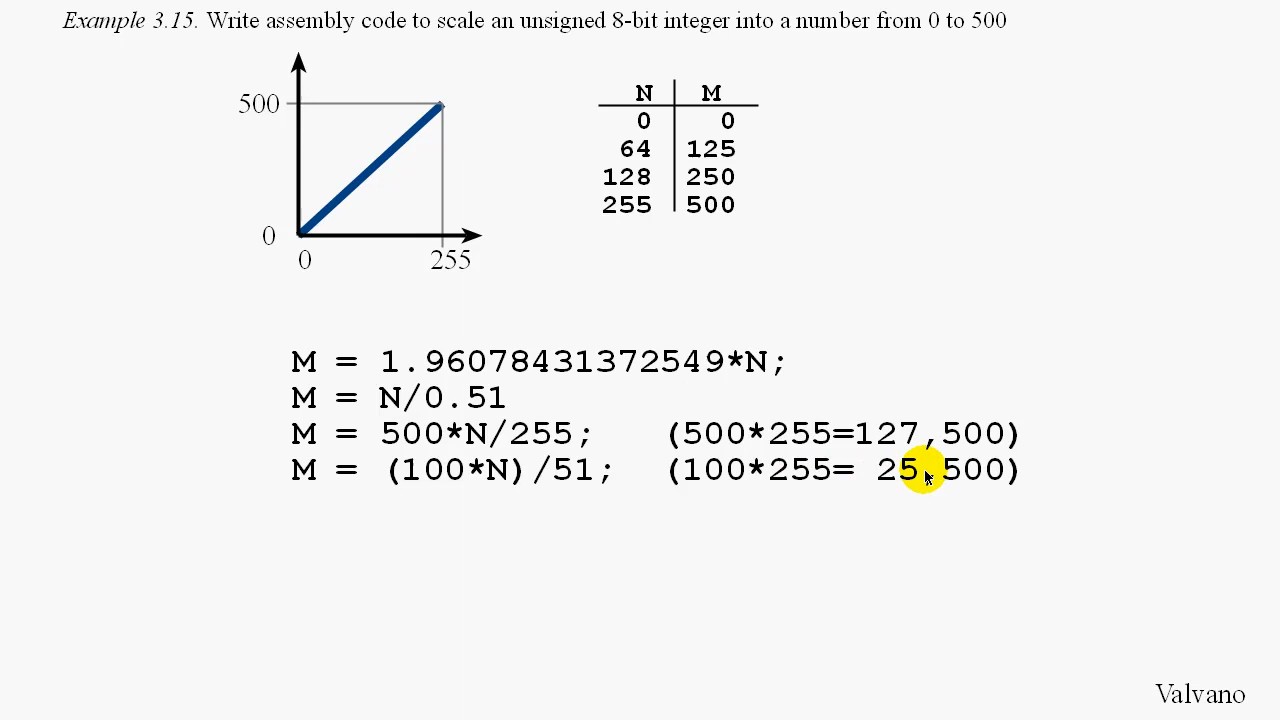 Example 3.15. Write assembly code to scale an unsigned 8-bit integer into a number from 0 to 500
500
0
0 255
N M
0 0
64 125
128 250
255 500
M = 1.96078431372549*N;
M = N/0.51
M = 500*N/255; (500*255=127,500)
M = (100*N)/51; (100*255= 25,500)
Valvano